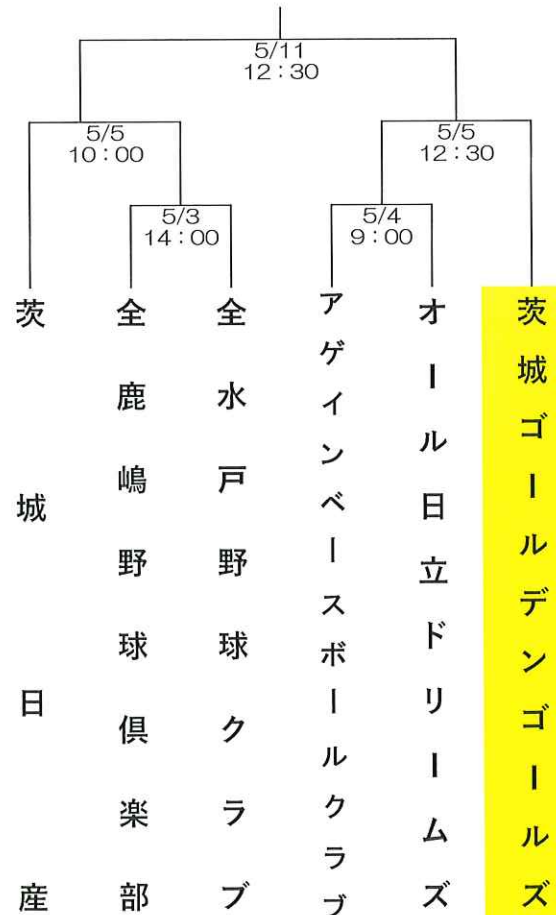 5/11
12：30
5/5
10：00
5/5
12：30
5/3
14：00
5/4
9：00
茨城日産
全鹿嶋野球倶楽部
全水戸野球クラブ
アゲインベースボールクラブ
オール日立ドリームズ
茨城ゴールデンゴールズ